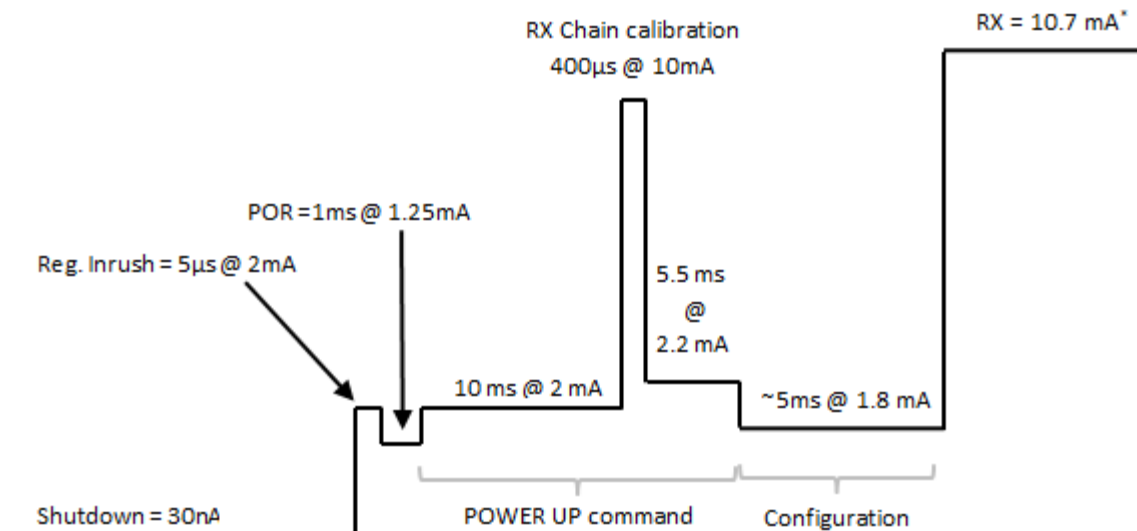 RX = 10.7 mA*
RX Chain calibration
400µs @ 10mA
POR =1ms @ 1.25mA
Reg. Inrush = 5µs @ 2mA
5.5 ms
@
2.2 mA
10 ms @ 2 mA
~5ms @ 1.8 mA
Shutdown = 30nA
POWER UP command
Configuration